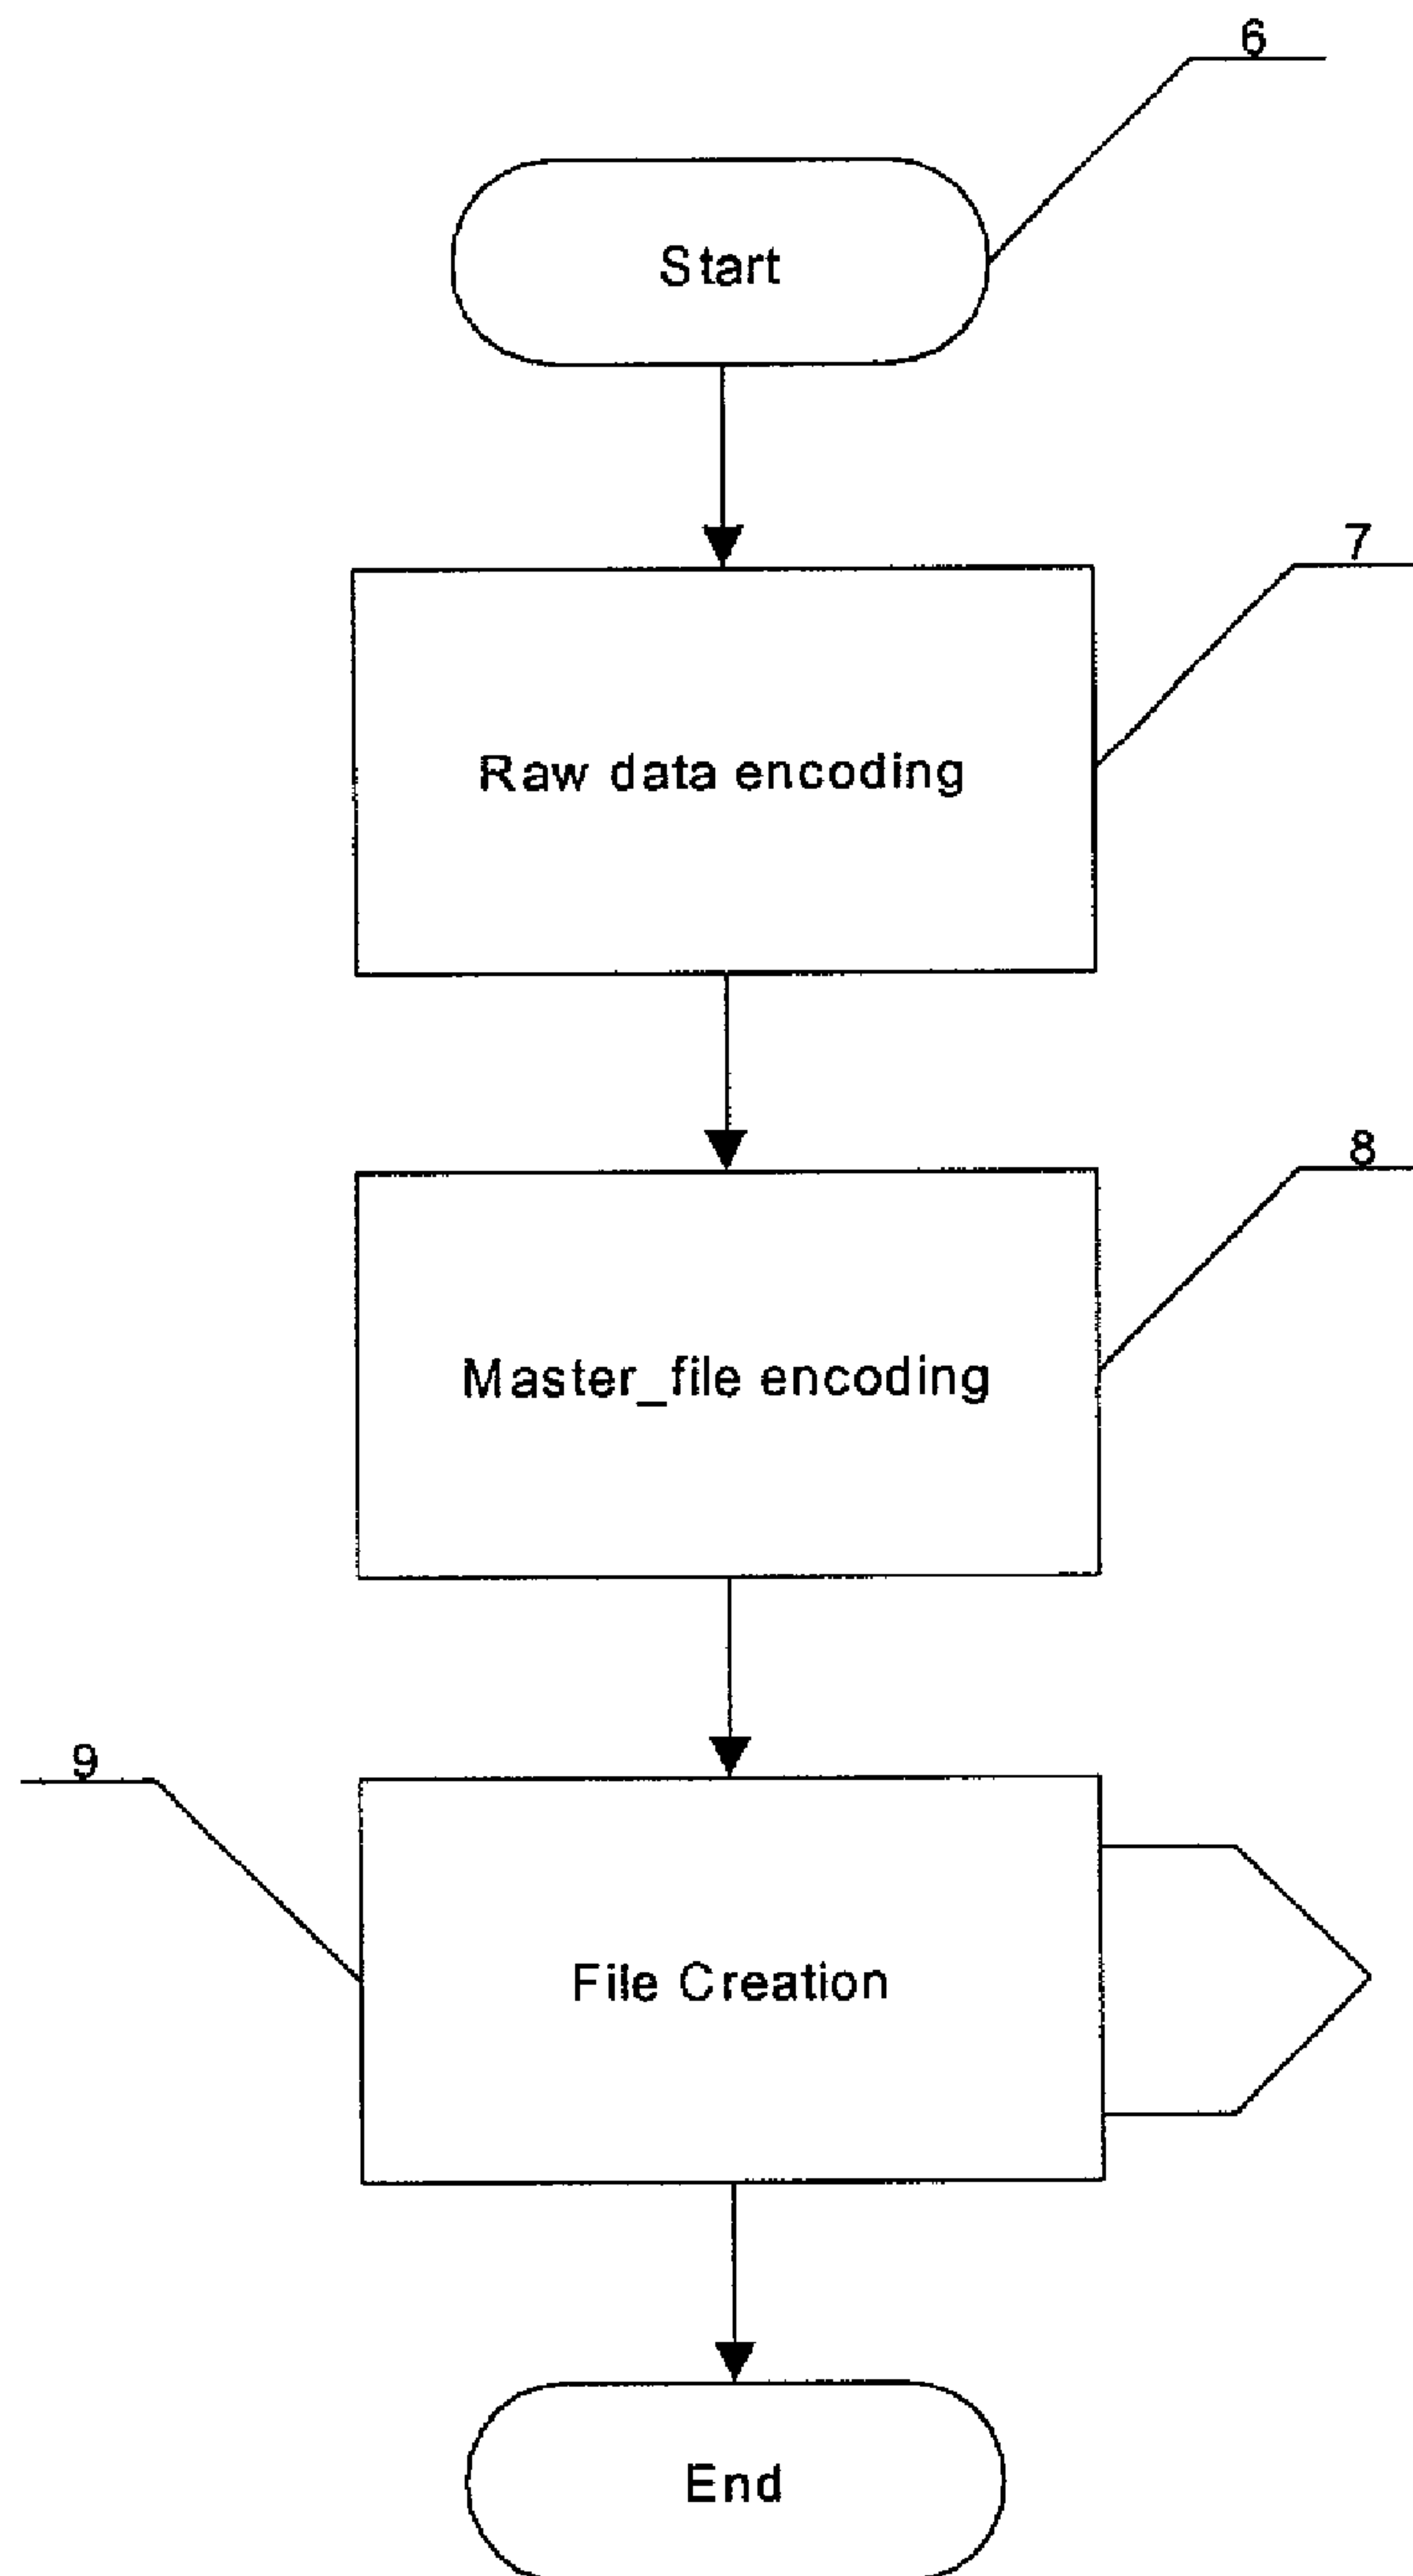 6
Start
7
Raw data encoding
8
Master_file encoding
9
File Creation
End